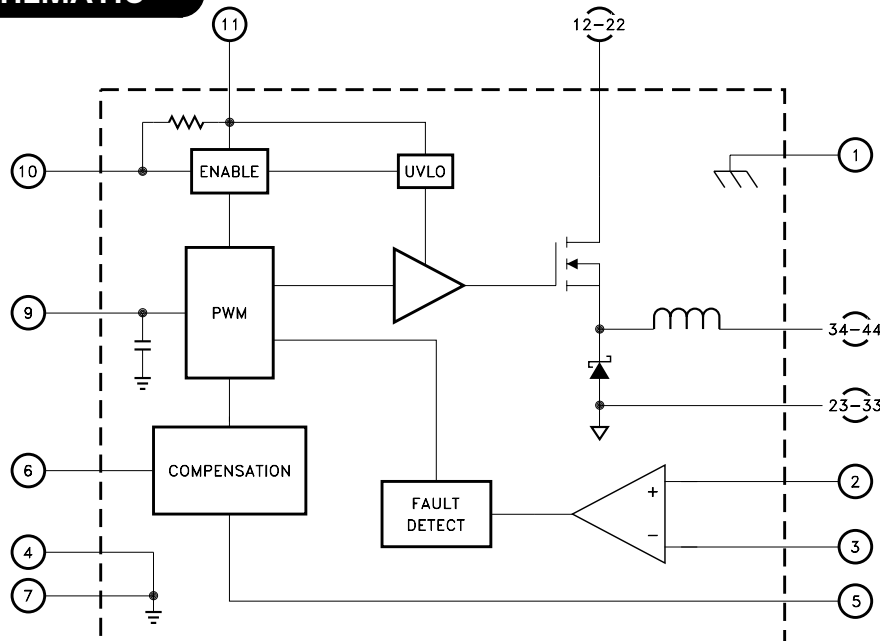 11
12-22
ENABLE
UVLO
10
1
PWM
9
34-44
23-33
COMPENSATION
6
FAULT
DETECT
+
-
2
3
4
7
5